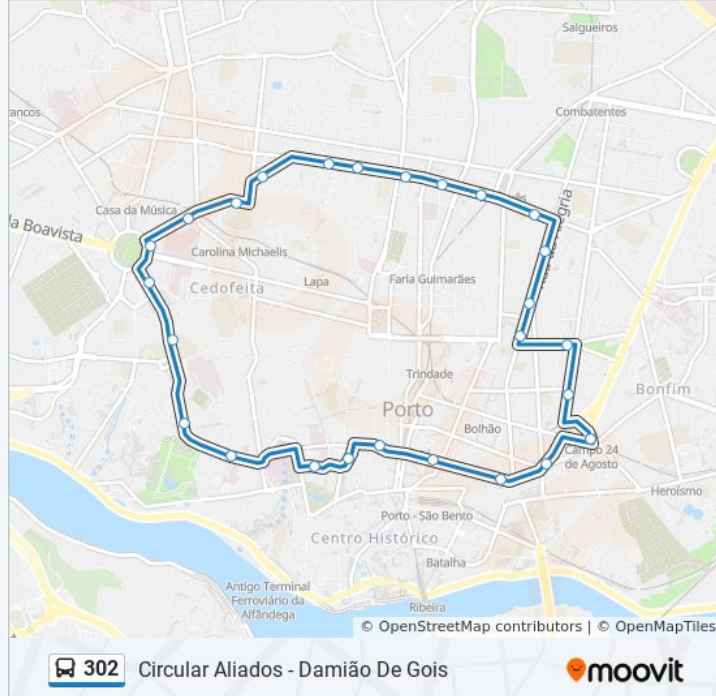 Salgueiros
Combatentes
ancos
Casa da Música
la Boavista
Carolina Michaelis
Cedofeita
Lapa
Faria Guimarães
Trindade
Porto
Bonfim
Bolhão
Campo 24
de Agosto
Heroísmo
Porto - São Bento
Centro Histórico
Batalha
Antigo Terminal
Ferroviário da
Alfândega
Ribeira
© OpenStreetMap contributors | © OpenMapTiles
302 Circular Aliados - Damião De Gois
moovit